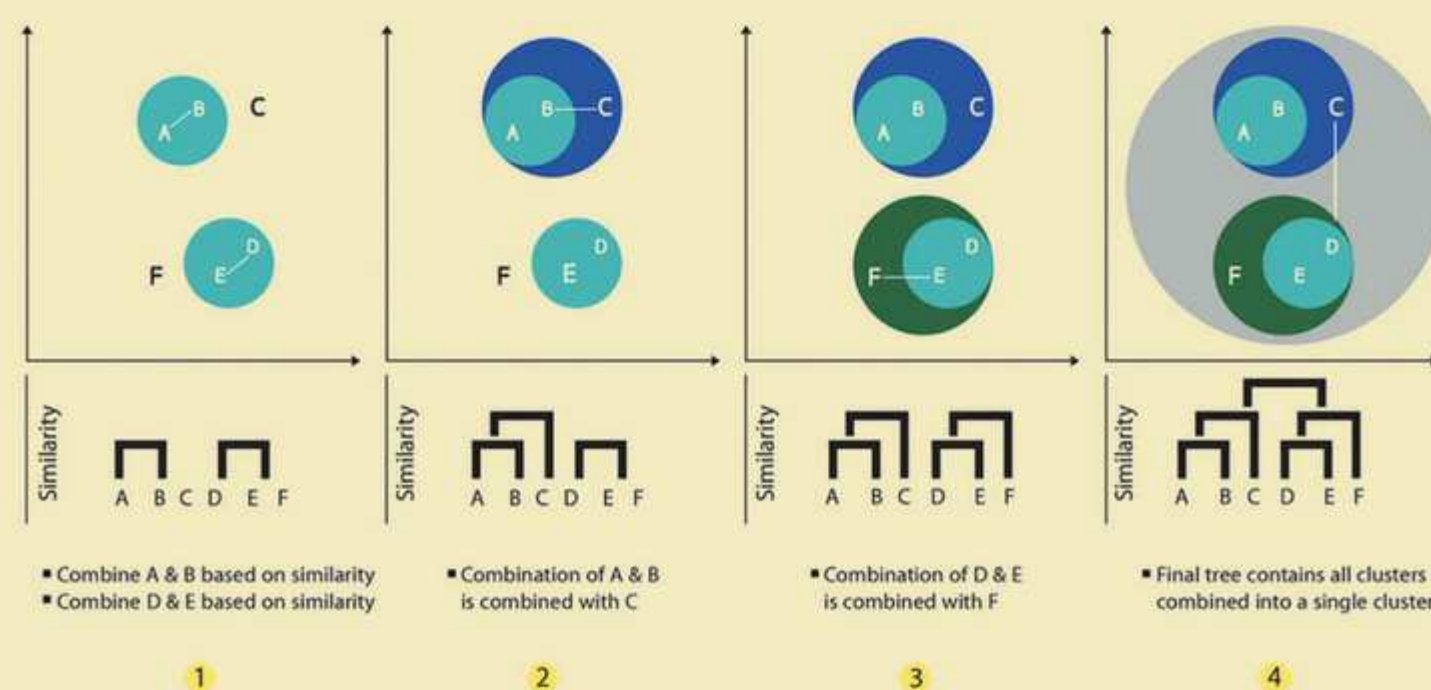 A
B
C
F
E
D
Similarity
A B C D E F
■ Combine A & B based on similarity
■ Combine D & E based on similarity
1
B
C
A
D
F
E
Similarity
A B C D E F
■ Combination of A & B
is combined with C
2
B
C
A
D
F
E
Similarity
A B C D E F
■ Combination of D & E
is combined with F
3
B
C
A
D
F
E
Similarity
A B C D E F
■ Final tree contains all clusters
combined into a single cluster
4